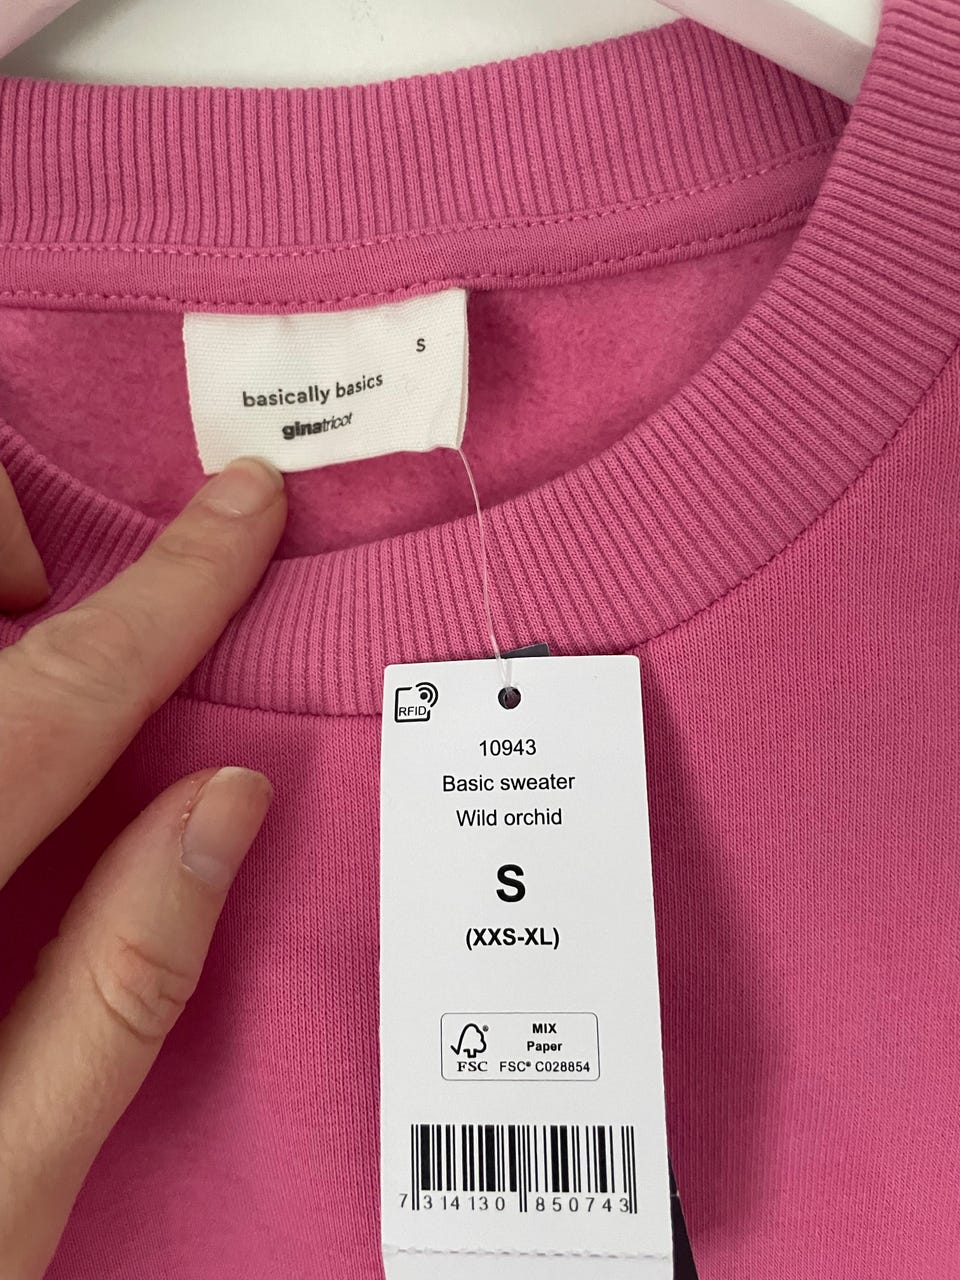 S
basically basics
ginatricot
RFID
10943
Basic sweater
Wild orchid
S
(XXS-XL)
MIX
Paper
FSC® FSC® C028854
7 314130 850743